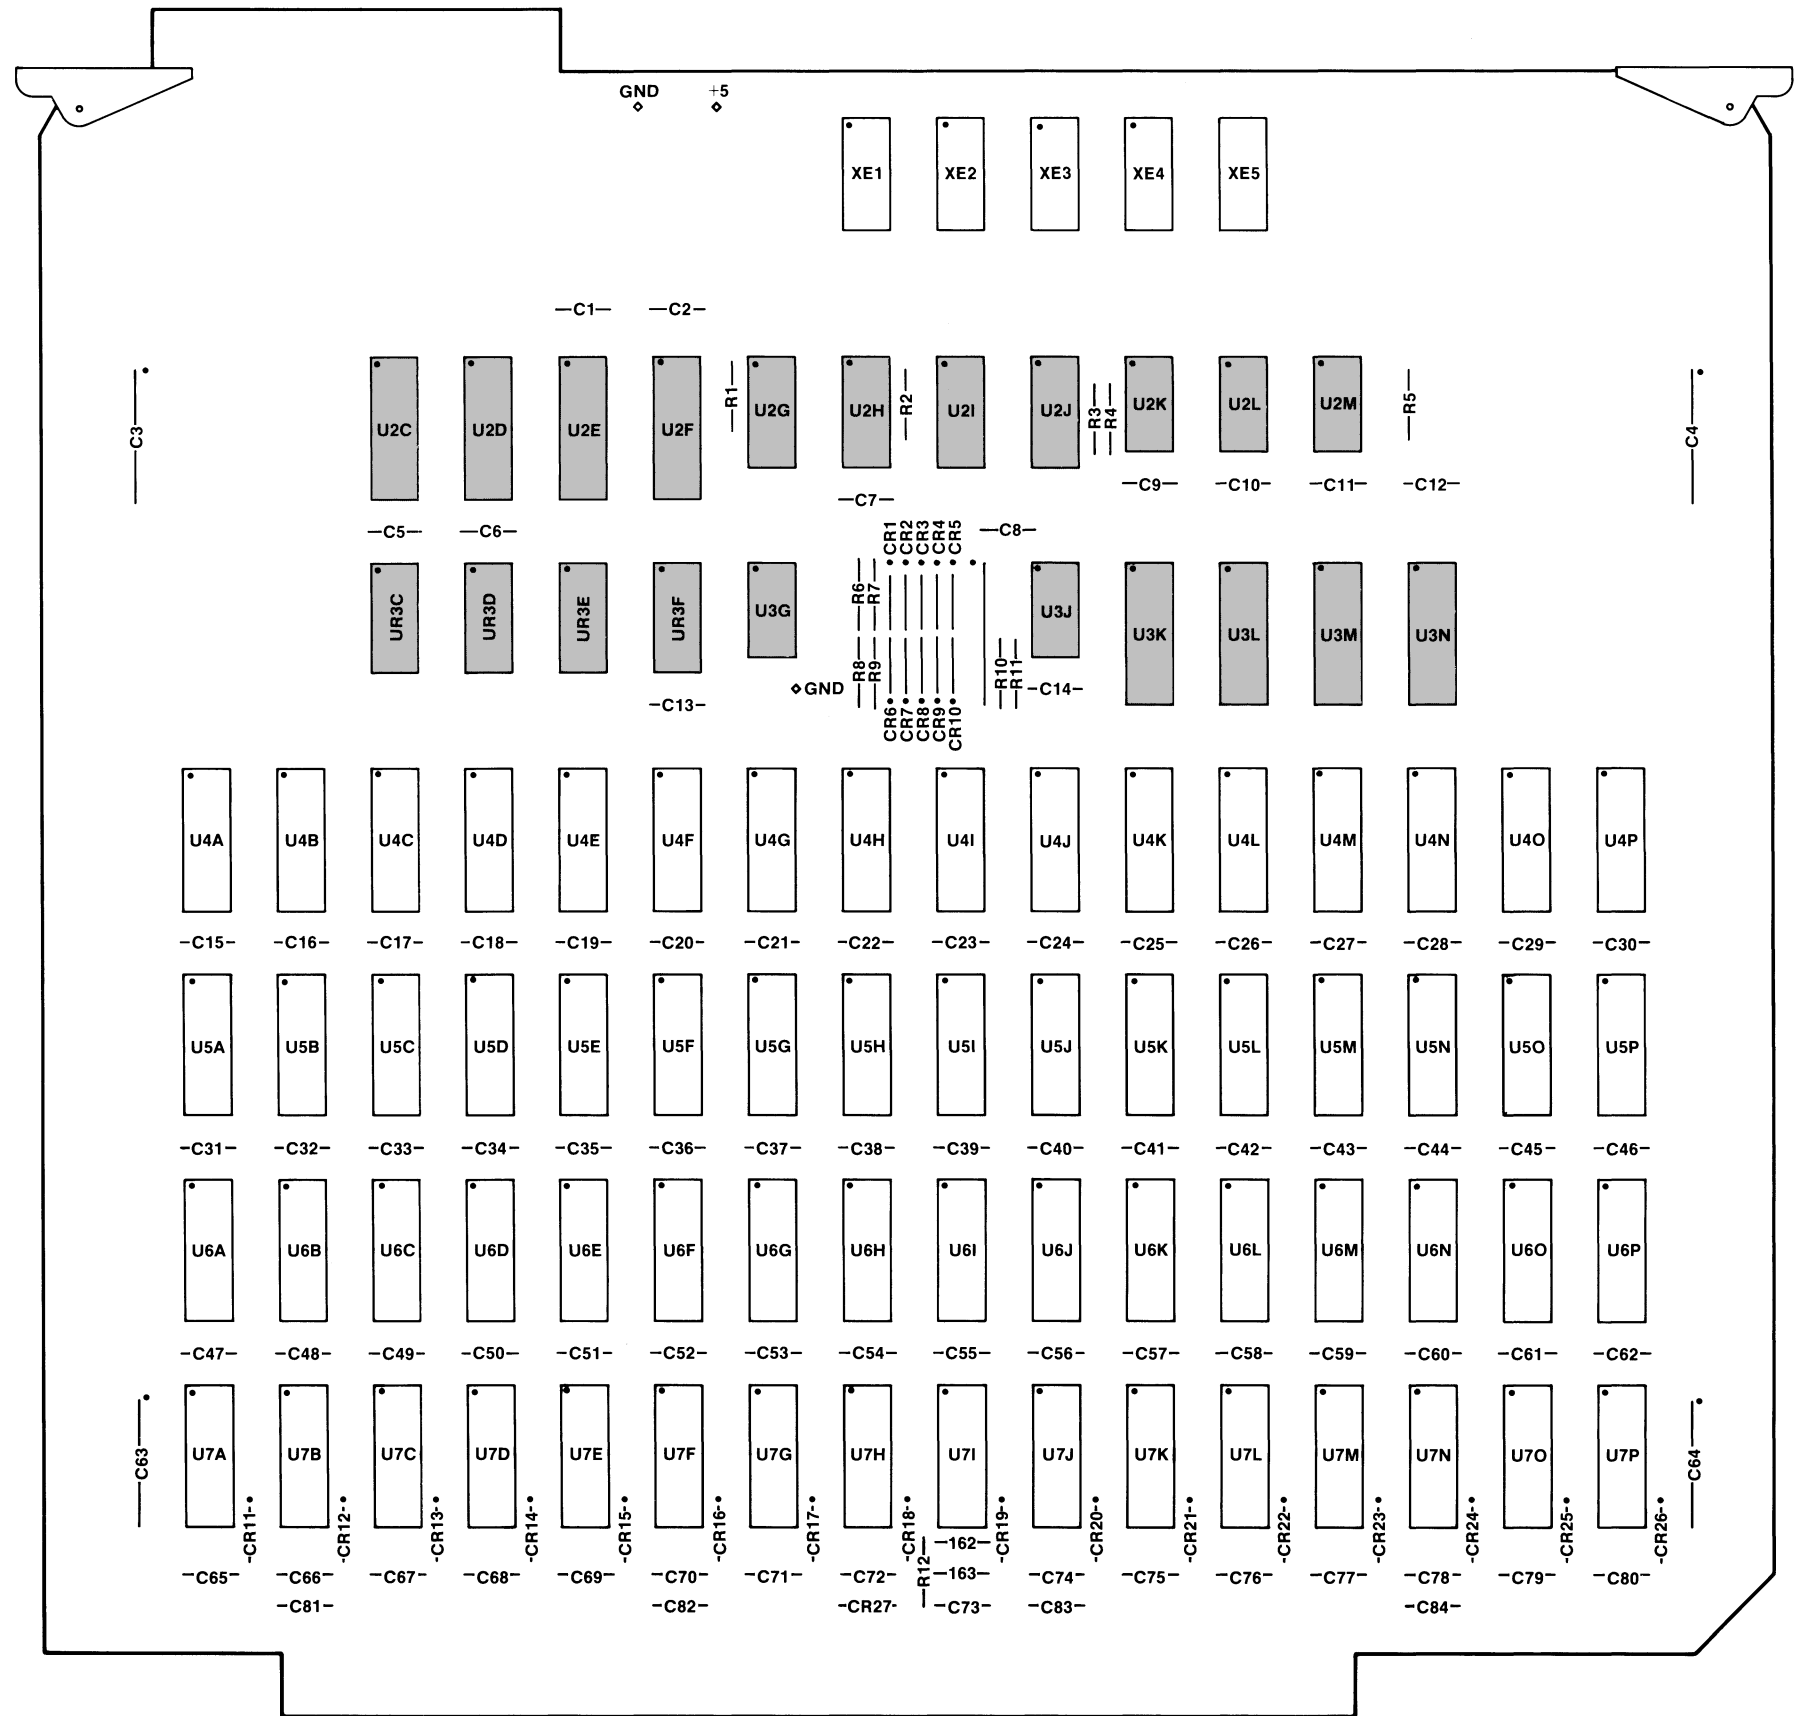 GND +5
XE1 XE2 XE3 XE4 XE5
C1 C2
C3 U2C U2D U2E U2F R1 U2G U2H R2 U2I U2J R3 R4 U2K U2L U2M R5 C4
C7 C9 C10 C11 C12
C5 C6 CR1 CR2 CR3 CR4 CR5 C8
UR3C UR3D UR3E UR3F U3G R6 R7 U3J U3K U3L U3M U3N
GND R8 R9 R10 R11 C14
C13 CR6 CR7 CR8 CR9 CR10
U4A U4B U4C U4D U4E U4F U4G U4H U4I U4J U4K U4L U4M U4N U4O U4P
C15 C16 C17 C18 C19 C20 C21 C22 C23 C24 C25 C26 C27 C28 C29 C30
U5A U5B U5C U5D U5E U5F U5G U5H U5I U5J U5K U5L U5M U5N U5O U5P
C31 C32 C33 C34 C35 C36 C37 C38 C39 C40 C41 C42 C43 C44 C45 C46
U6A U6B U6C U6D U6E U6F U6G U6H U6I U6J U6K U6L U6M U6N U6O U6P
C47 C48 C49 C50 C51 C52 C53 C54 C55 C56 C57 C58 C59 C60 C61 C62
C63 U7A U7B U7C U7D U7E U7F U7G U7H U7I U7J U7K U7L U7M U7N U7O U7P C64
CR11 CR12 CR13 CR14 CR15 CR16 CR17 CR18 CR19 CR20 CR21 CR22 CR23 CR24 CR25 CR26
162
C65 C66 C67 C68 C69 C70 C71 C72 R12 163 C74 C75 C76 C77 C78 C79 C80
C81 C82 CR27 C73 C83 C84